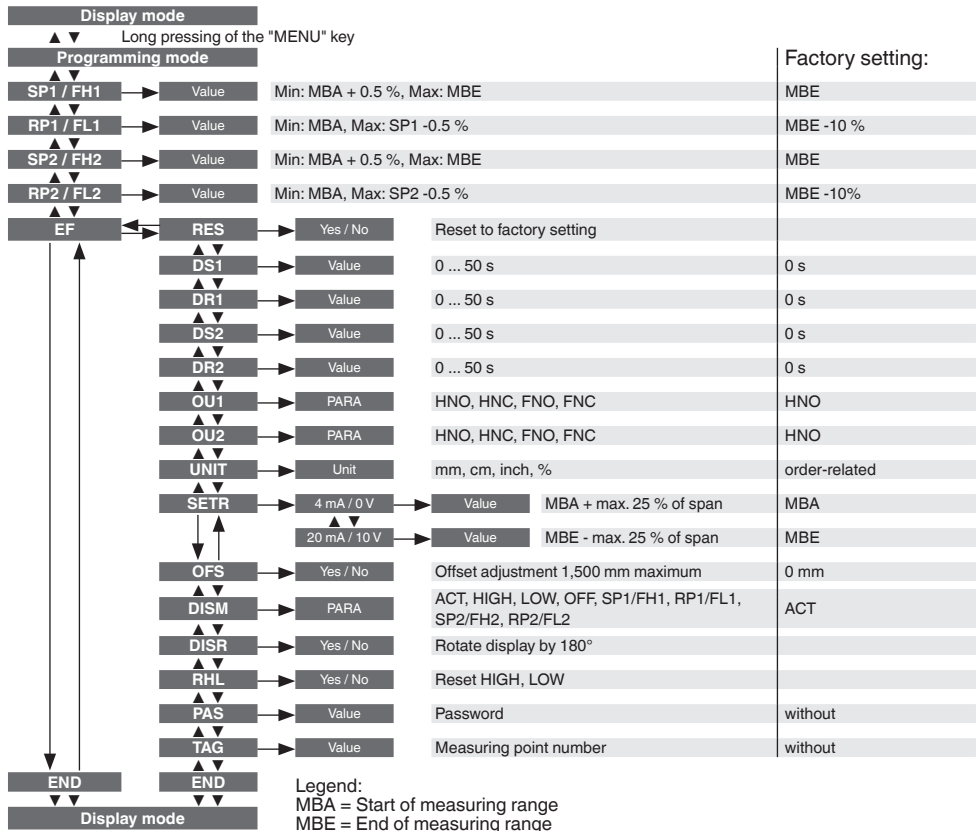 Display mode
▲ ▼ Long pressing of the "MENU" key
Programming mode Factory setting:
▲ ▼
SP1 / FH1 Value Min: MBA + 0.5 %, Max: MBE MBE
▲ ▼
RP1 / FL1 Value Min: MBA, Max: SP1 -0.5 % MBE -10 %
▲ ▼
SP2 / FH2 Value Min: MBA + 0.5 %, Max: MBE MBE
▲ ▼
RP2 / FL2 Value Min: MBA, Max: SP2 -0.5 % MBE -10%
▲ ▼
EF RES Yes / No Reset to factory setting
▲ ▼
DS1 Value 0 ... 50 s 0 s
▲ ▼
DR1 Value 0 ... 50 s 0 s
▲ ▼
DS2 Value 0 ... 50 s 0 s
▲ ▼
DR2 Value 0 ... 50 s 0 s
▲ ▼
OU1 PARA HNO, HNC, FNO, FNC HNO
▲ ▼
OU2 PARA HNO, HNC, FNO, FNC HNO
▲ ▼
UNIT Unit mm, cm, inch, % order-related
▲ ▼
SETR 4 mA / 0 V Value MBA + max. 25 % of span MBA
▲ ▼
20 mA / 10 V Value MBE - max. 25 % of span MBE
OFS Yes / No Offset adjustment 1,500 mm maximum 0 mm
▲ ▼
DISM PARA ACT, HIGH, LOW, OFF, SP1/FH1, RP1/FL1, ACT
SP2/FH2, RP2/FL2
▲ ▼
DISR Yes / No Rotate display by 180°
▲ ▼
RHL Yes / No Reset HIGH, LOW
▲ ▼
PAS Value Password without
▲ ▼
TAG Value Measuring point number without
▲ ▼
END END Legend:
▼ ▼ ▼ ▼ MBA = Start of measuring range
Display mode MBE = End of measuring range